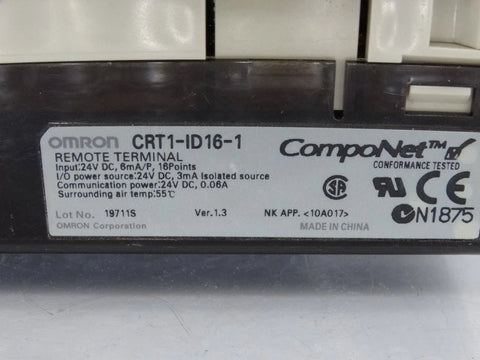 OMRON CRT1-ID16-1
REMOTE TERMINAL
Input:24V DC, 6mA/P, 16Points
I/O power source:24V DC, 3mA Isolated source
Communication power:24V DC, 0.06A
Surrounding air temp:55℃
Lot No. 19711S Ver.1.3 NK APP. <10A017>
OMRON Corporation MADE IN CHINA
CompoNet™
CONFORMANCE TESTED
N1875